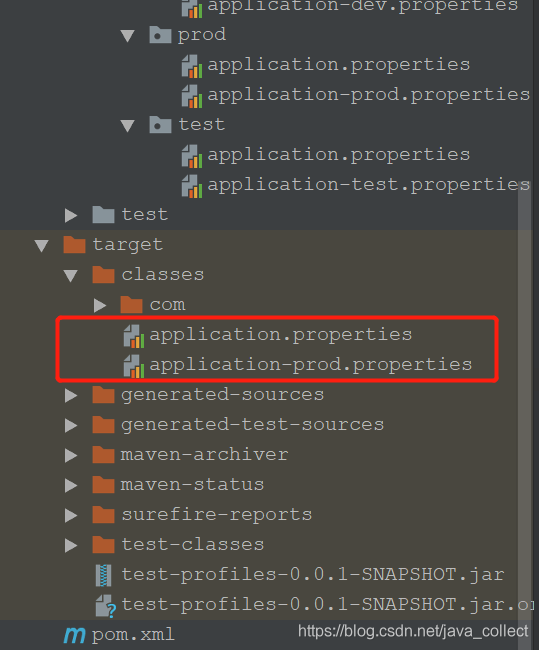 application-dev.properties
prod
application.properties
application-prod.properties
test
application.properties
application-test.properties
test
target
classes
com
application.properties
application-prod.properties
generated-sources
generated-test-sources
maven-archiver
maven-status
surefire-reports
test-classes
test-profiles-0.0.1-SNAPSHOT.jar
test-profiles-0.0.1-SNAPSHOT.jar.or
m pom.xml
https://blog.csdn.net/java_collect